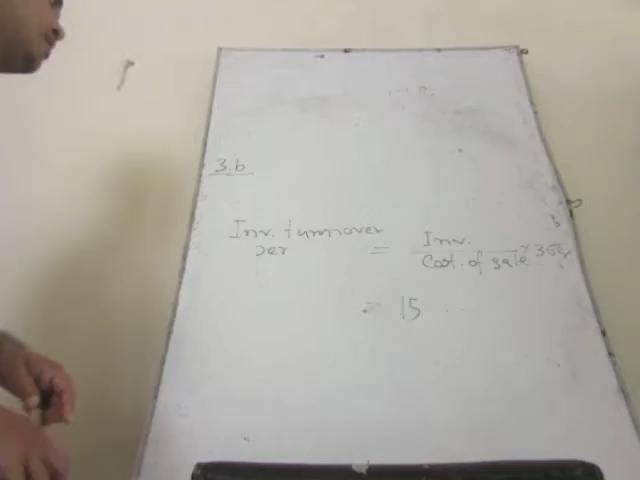 3.b
Inv. turnover = Inv.
per Cost. of sale × 365
= 15